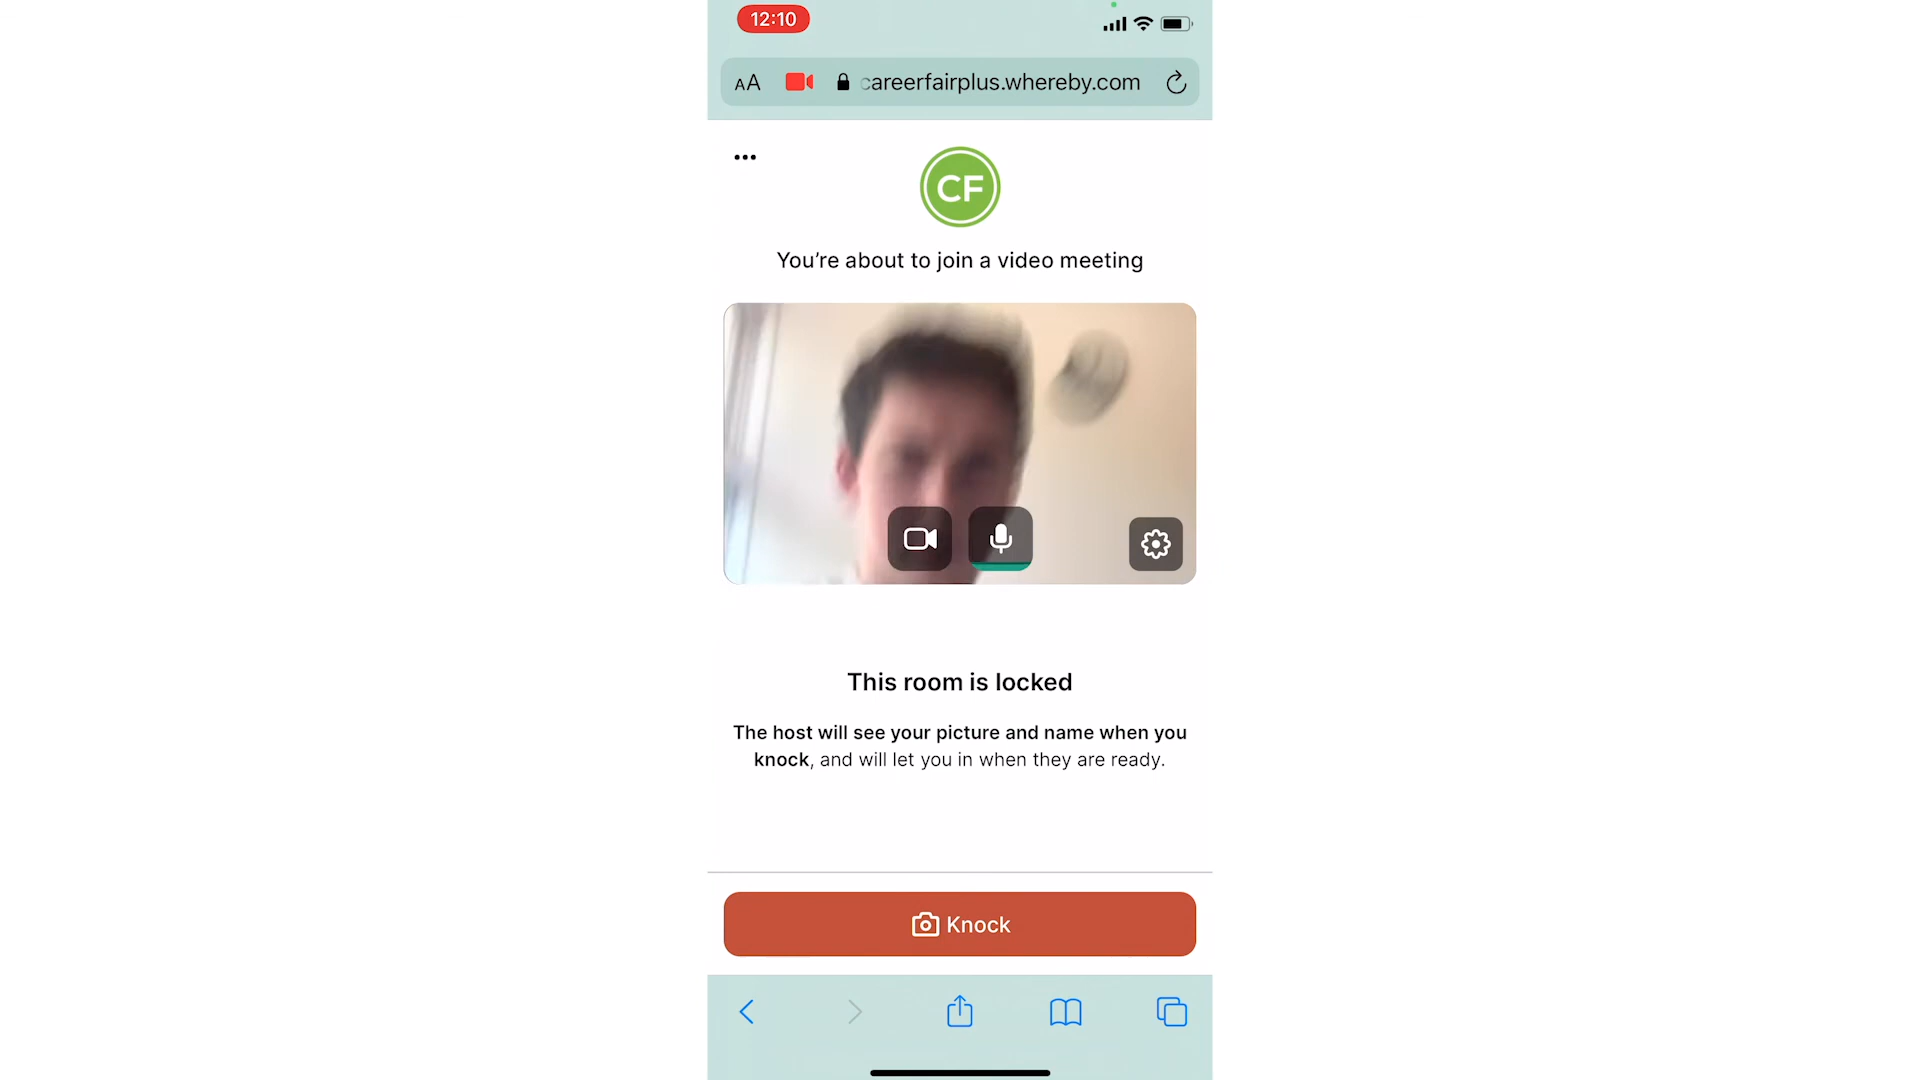 12:10
AA careerfairplus.whereby.com
CF
You’re about to join a video meeting
This room is locked
The host will see your picture and name when you
knock, and will let you in when they are ready.
Knock